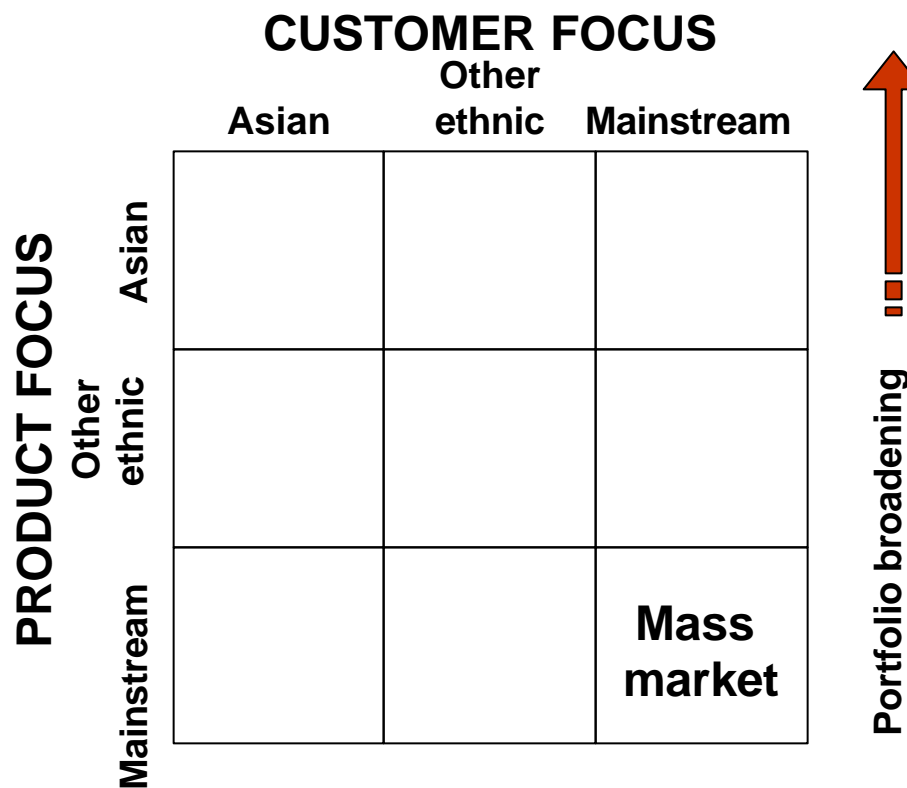 CUSTOMER FOCUS
Other
Asian ethnic Mainstream
PRODUCT FOCUS
Asian
Other
ethnic
Mainstream
Mass
market
Portfolio broadening